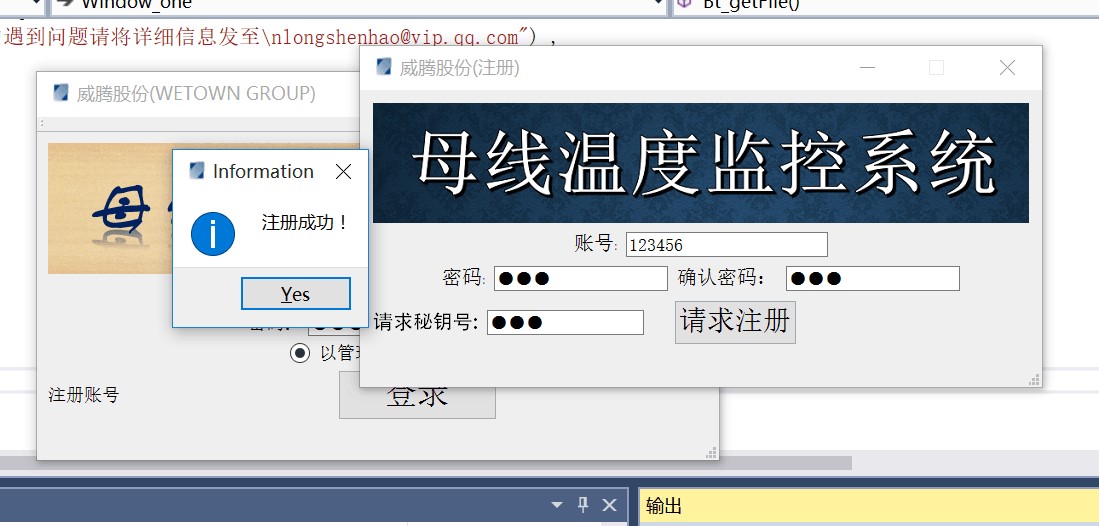 Window_one
Bt_getFile()
遇到问题请将详细信息发至\nlongshenhao@vip.qq.com") ,
威腾股份(WETOWN GROUP)
威腾股份(注册)
母线温度监控系统
账号: 123456
密码: ●●● 确认密码： ●●●
请求秘钥号: ●●● 请求注册
母
Information
注册成功！
Yes
以管
注册账号
登录
输出